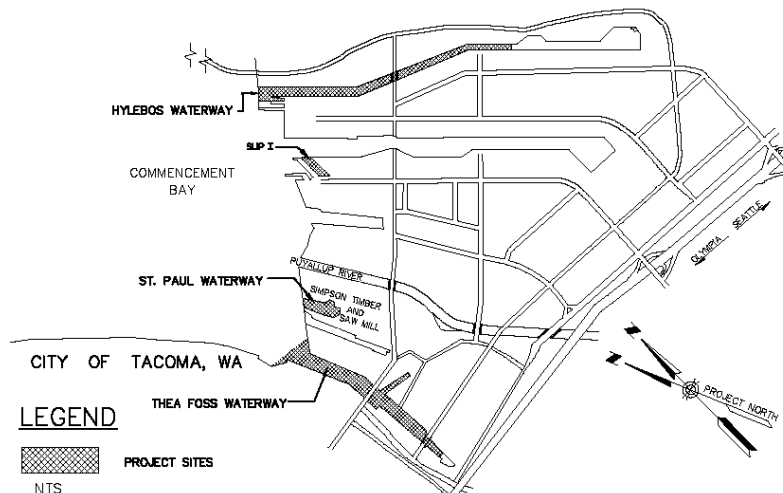 HYLEBOS WATERWAY
SLIP I
COMMENCEMENT
BAY
OLYMPIA SEATTLE
PUYALLUP RIVER
ST. PAUL WATERWAY
SIMPSON TIMBER
AND
SAW MILL
CITY OF TACOMA, WA
THEA FOSS WATERWAY
N
N
PROJECT NORTH
LEGEND
PROJECT SITES
NTS